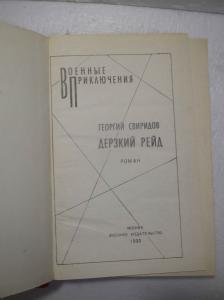 ВОЕННЫЕ
ПРИКЛЮЧЕНИЯ
ГЕОРГИЙ СВИРИДОВ
ДЕРЗКИЙ РЕЙД
РОМАН
МОСКВА
ВОЕННОЕ ИЗДАТЕЛЬСТВО